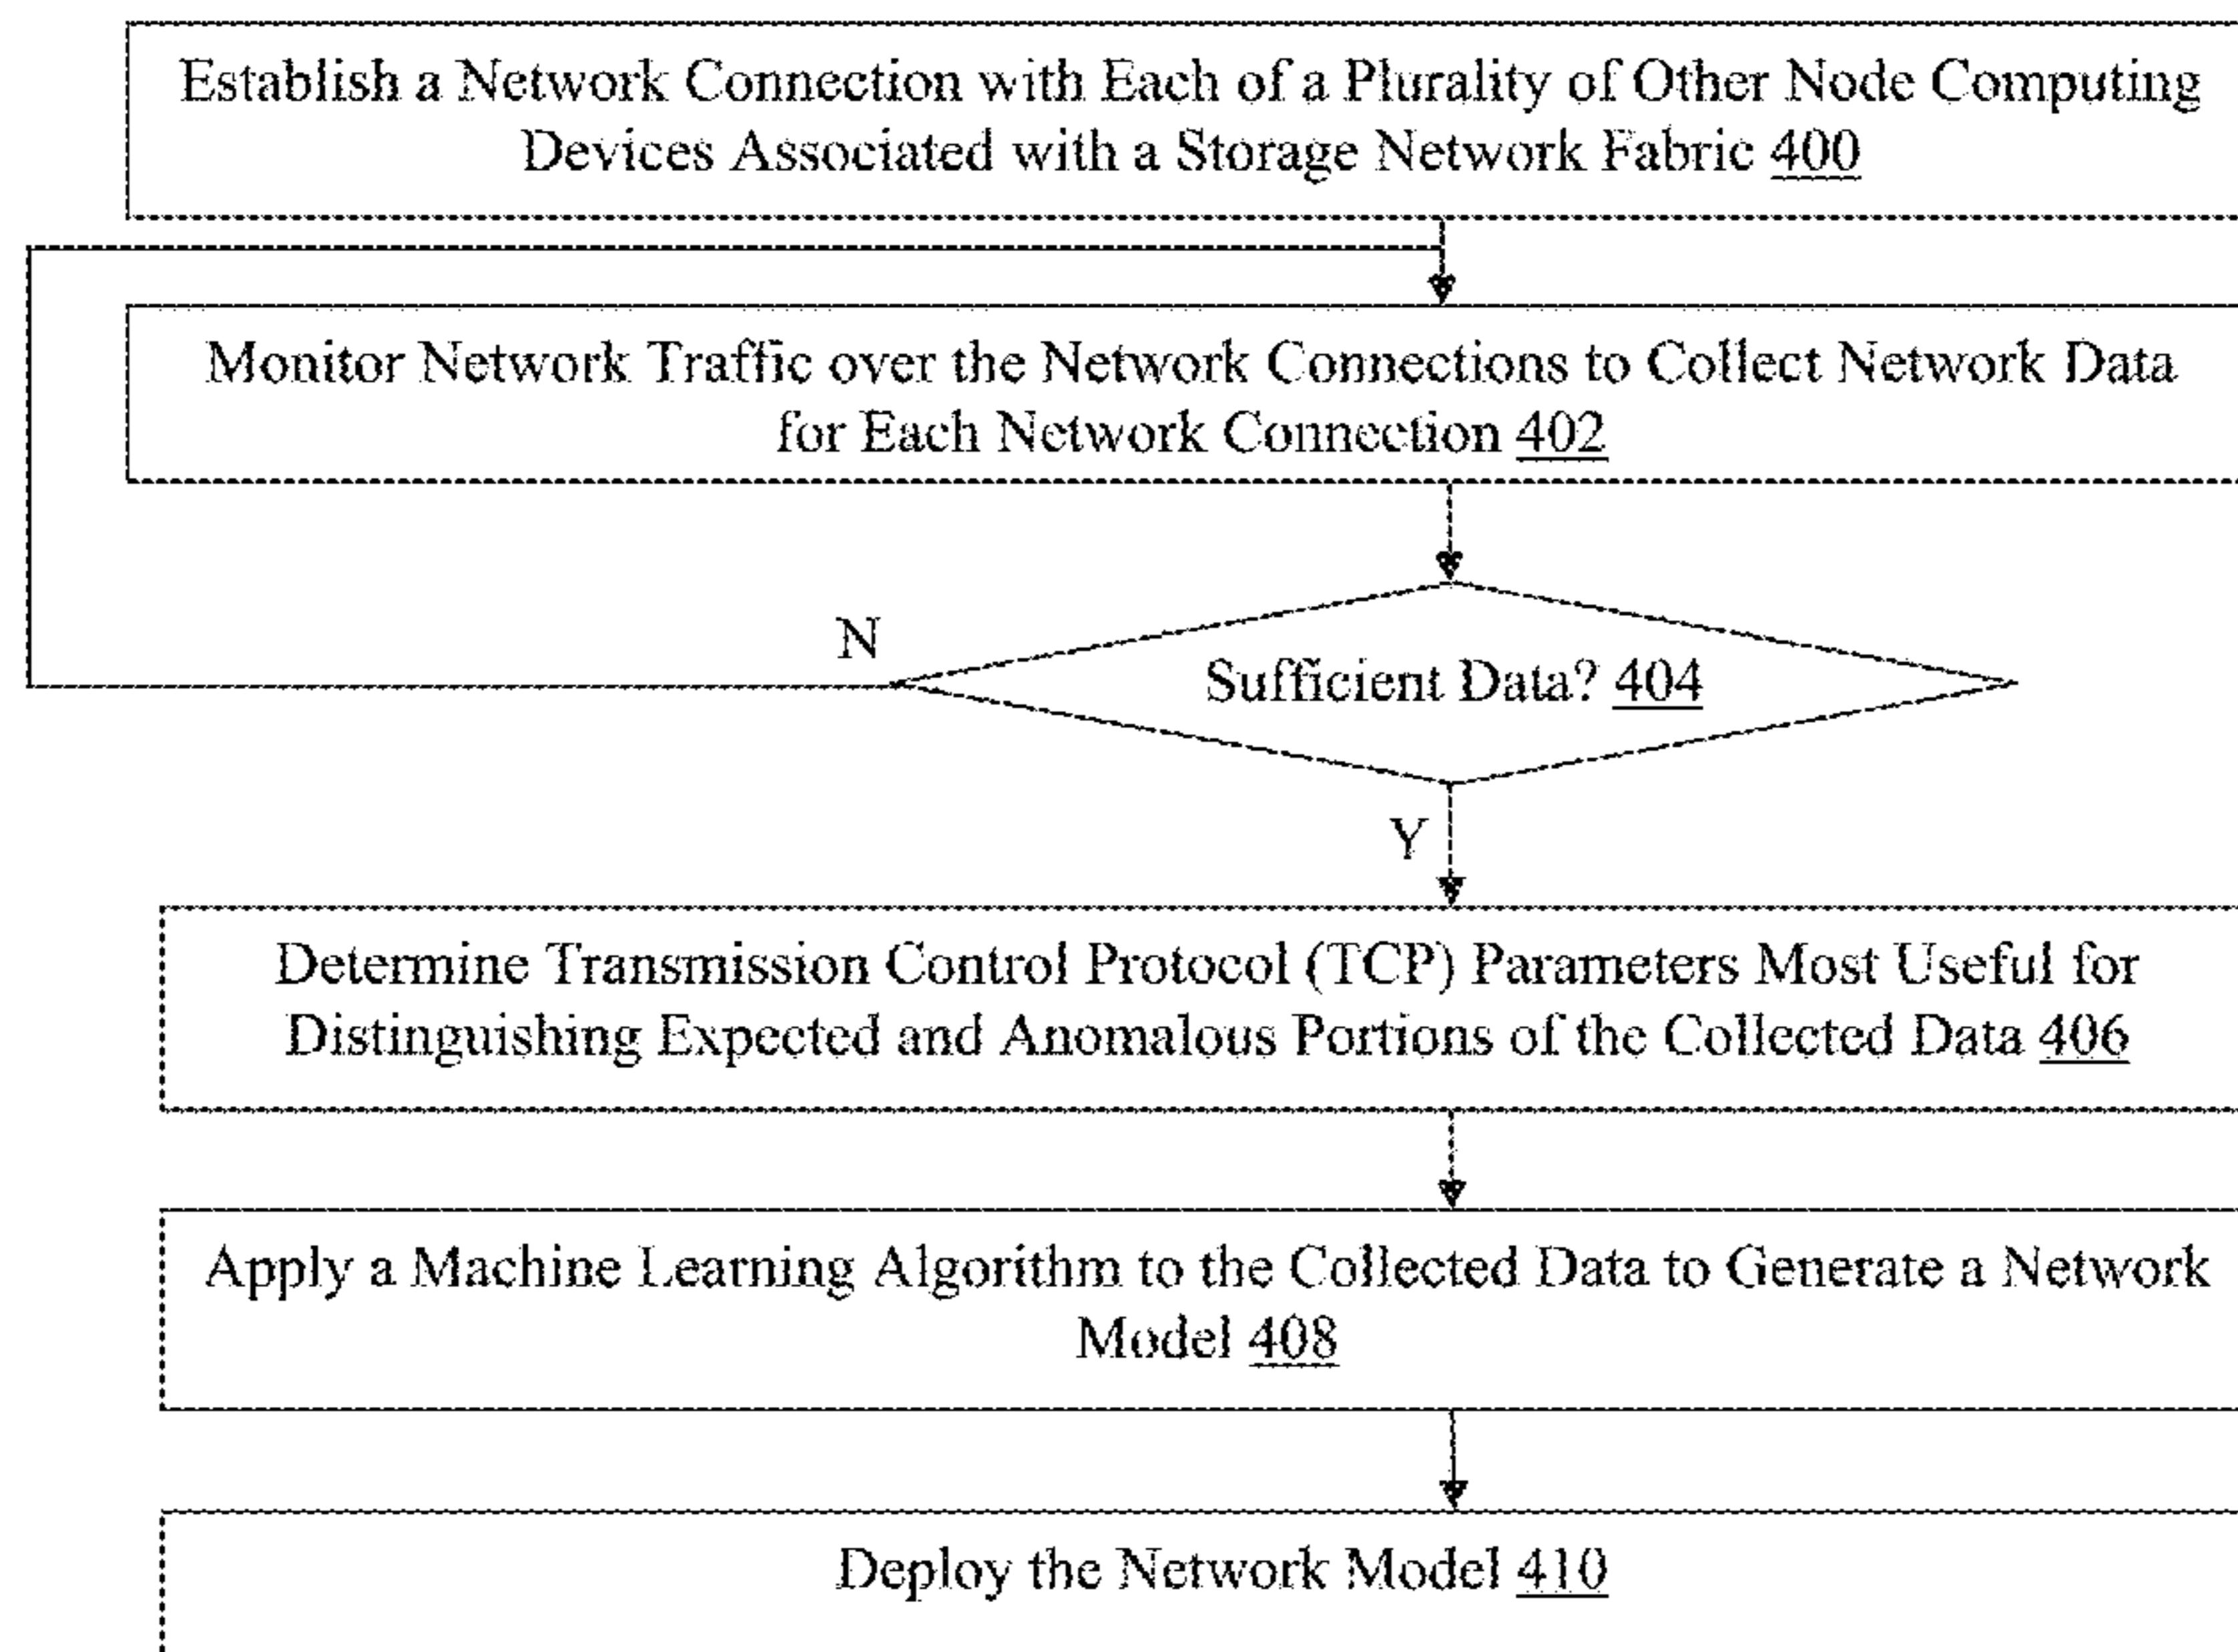 Establish a Network Connection with Each of a Plurality of Other Node Computing
Devices Associated with a Storage Network Fabric 400
Monitor Network Traffic over the Network Connections to Collect Network Data
for Each Network Connection 402
N
Sufficient Data? 404
Y
Determine Transmission Control Protocol (TCP) Parameters Most Useful for
Distinguishing Expected and Anomalous Portions of the Collected Data 406
Apply a Machine Learning Algorithm to the Collected Data to Generate a Network
Model 408
Deploy the Network Model 410